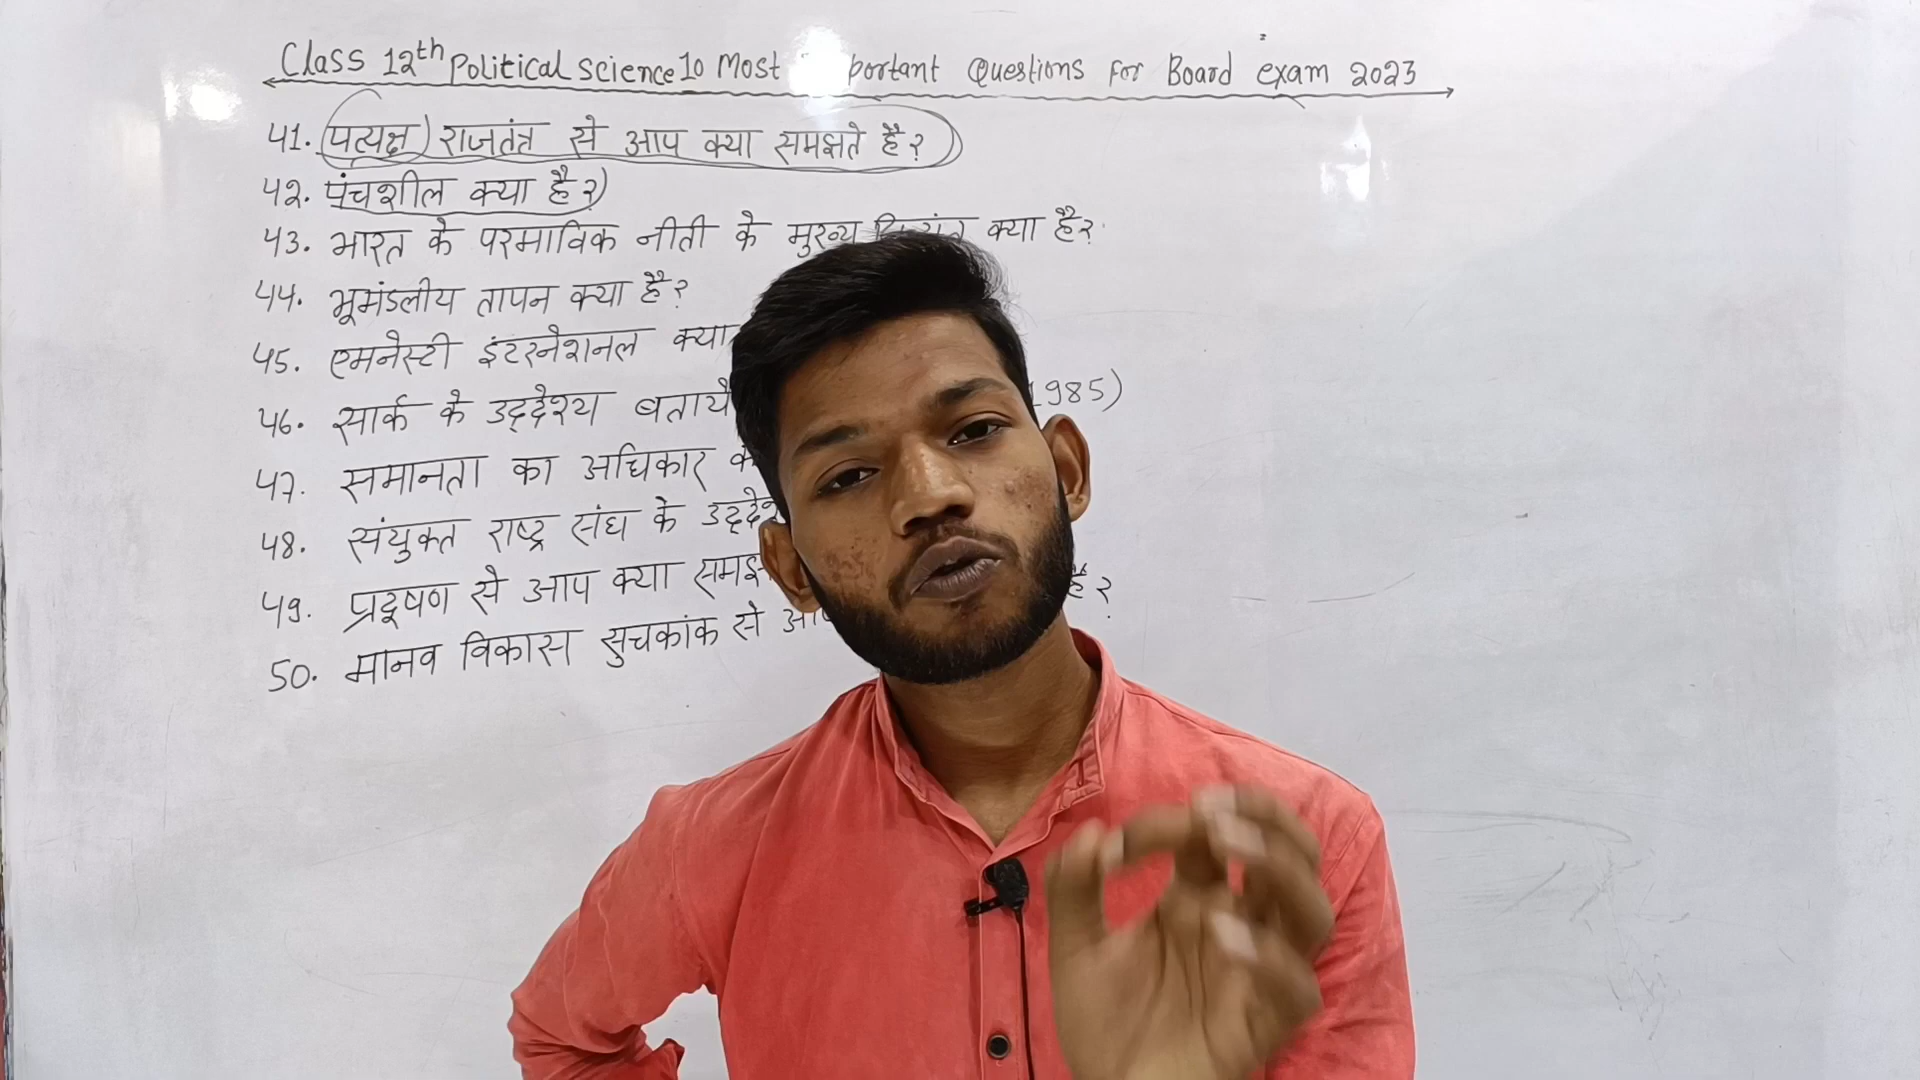 Class 12th Political Science 10 Most portant Questions For Board exam 2023
41. पत्यक्ष राजतंत्र से आप क्या समझते है?
42. पंचशील क्या है?
43. भारत के परमाविक नीती के मुख्य क्या है?
44. भूमंडलीय तापन क्या है?
45. एमनेस्टी इंटरनेशनल क्या
46. सार्क के उद्देश्य बताये 1985)
47. समानता का अधिकार
48. संयुक्त राष्ट्र संघ के
49. प्रदूषण से आप क्या
50. मानव विकास सुचकांक से है?